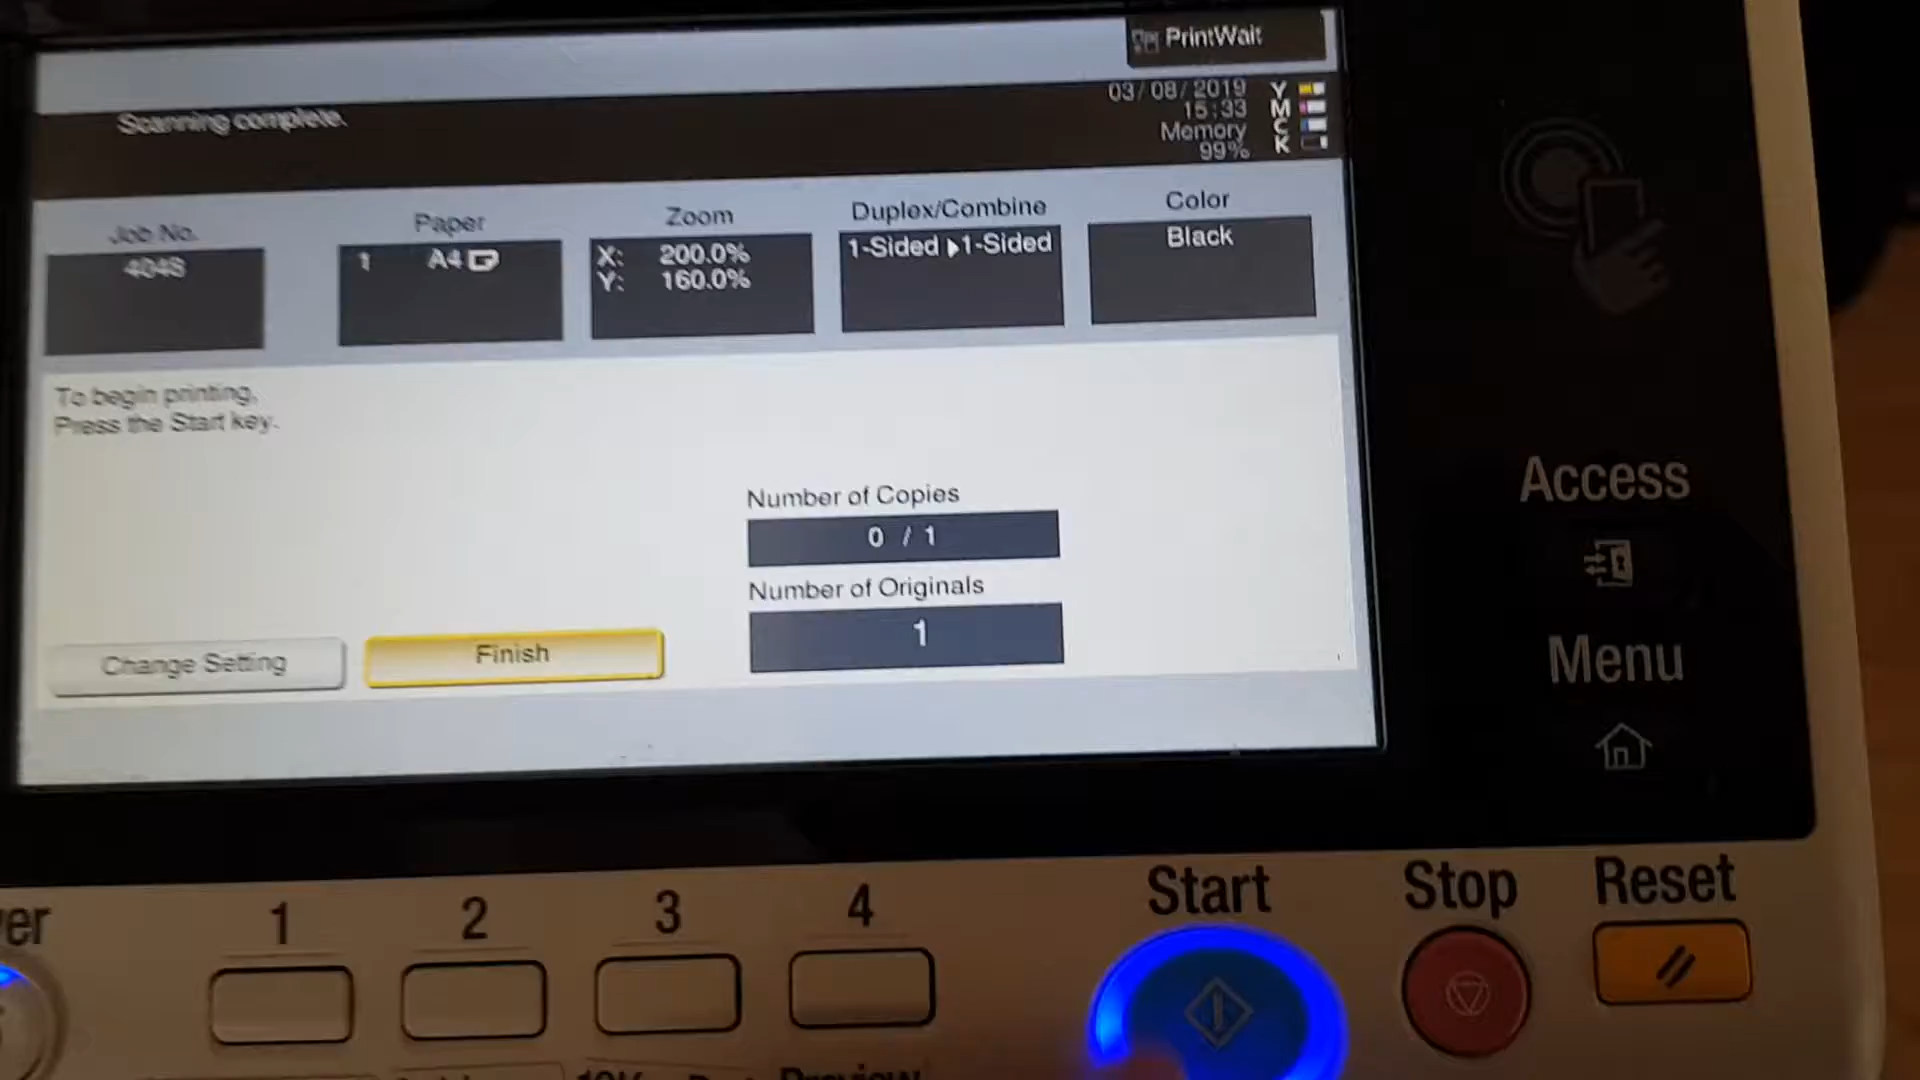 PrintWait
Scanning complete.
03/08/2019
15:33
Memory
99%
Y
M
C
K
Job No.
4048
Paper
1 A4
Zoom
X: 200.0%
Y: 160.0%
Duplex/Combine
1-Sided ▶1-Sided
Color
Black
To begin printing,
Press the Start key.
Number of Copies
0 / 1
Number of Originals
1
Change Setting
Finish
Access
Menu
1
2
3
4
Start
Stop
Reset
Preview